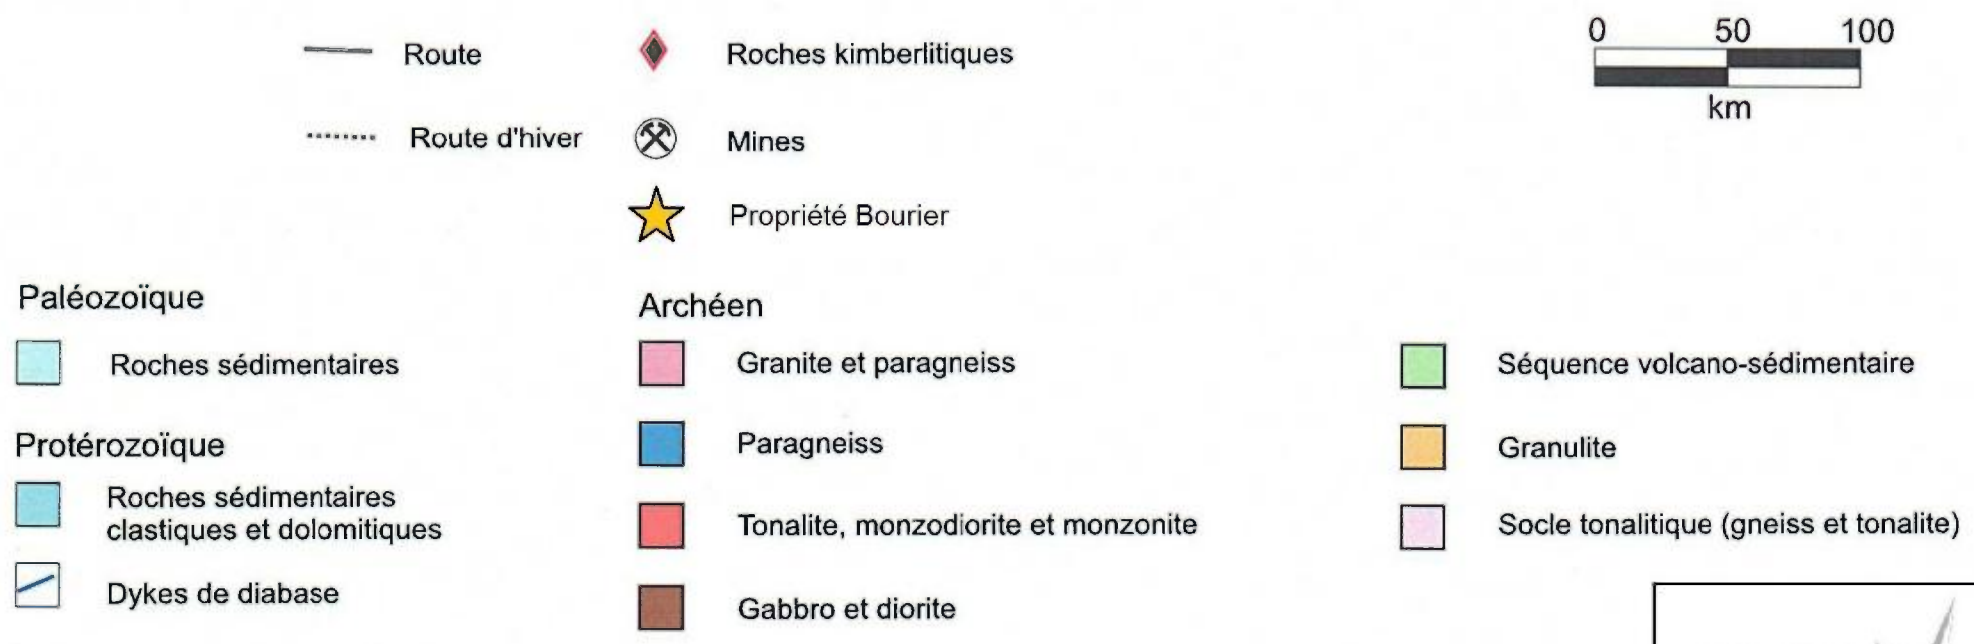 Route
Roches kimberlitiques
0 50 100
km
Route d'hiver
Mines
Propriété Bourier
Paléozoïque
Roches sédimentaires
Protérozoïque
Roches sédimentaires
clastiques et dolomitiques
Dykes de diabase
Archéen
Granite et paragneiss
Paragneiss
Tonalite, monzodiorite et monzonite
Gabbro et diorite
Séquence volcano-sédimentaire
Granulite
Socle tonalitique (gneiss et tonalite)